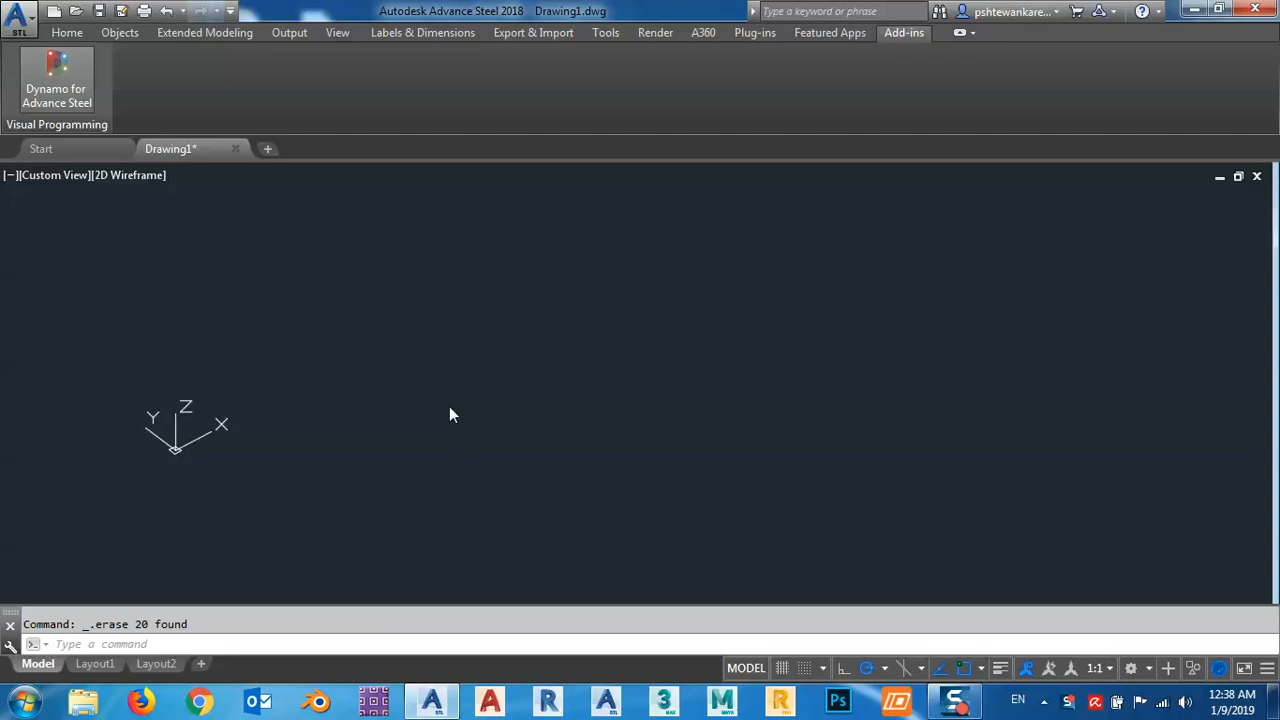 Autodesk Advance Steel 2018 Drawing1.dwg
Type a keyword or phrase
pshtewankare...
STL
Home Objects Extended Modeling Output View Labels & Dimensions Export & Import Tools Render A360 Plug-ins Featured Apps Add-ins
Dynamo for
Advance Steel
Visual Programming
Start Drawing1*
[−][Custom View][2D Wireframe]
Z
Y
X
Command: _.erase 20 found
Type a command
Model Layout1 Layout2
MODEL 1:1
EN
12:38 AM
1/9/2019